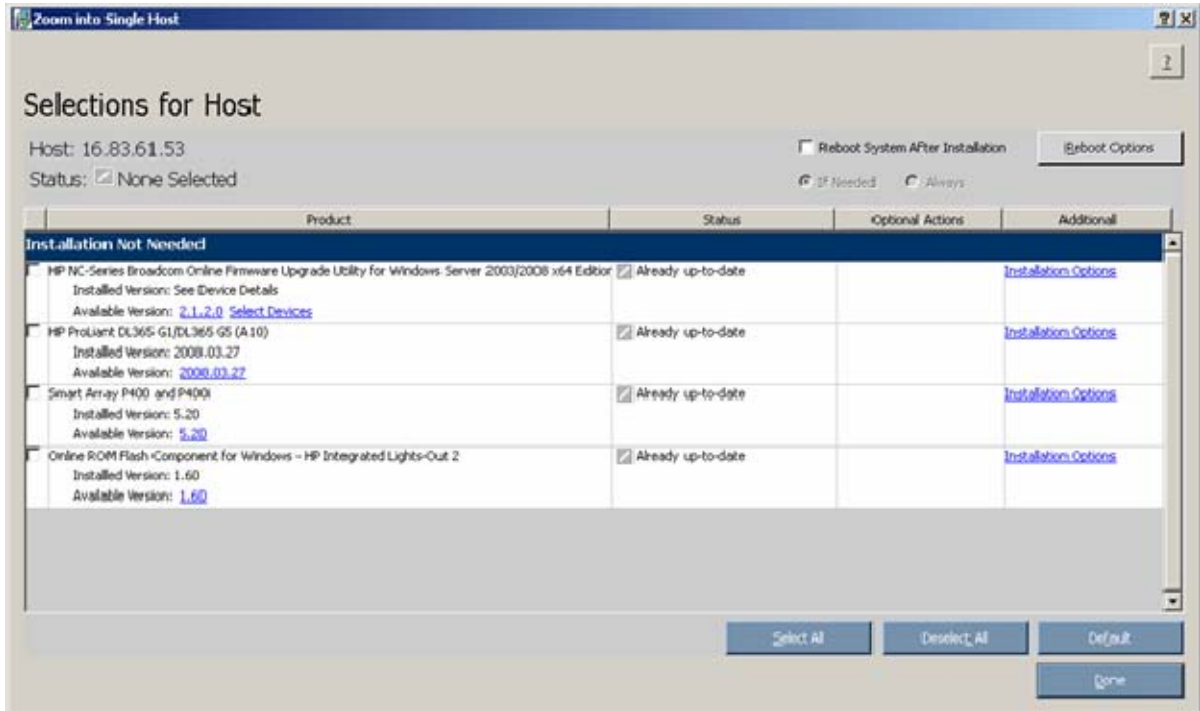 Zoom into Single Host
?
Selections for Host
Host: 16.83.61.53
Reboot System After Installation
Reboot Options
Status: None Selected
If Needed Always
Product Status Optional Actions Additional
Installation Not Needed
HP NC-Series Broadcom Online Firmware Upgrade Utility for Windows Server 2003/2008 x64 Edition Already up-to-date Installation Options
Installed Version: See Device Details
Available Version: 2.1.2.0 Select Devices
HP ProLiant DL365 G1/DL365 G5 (A10) Already up-to-date Installation Options
Installed Version: 2008.03.27
Available Version: 2008.03.27
Smart Array P400 and P400i Already up-to-date Installation Options
Installed Version: 5.20
Available Version: 5.20
Online ROM Flash Component for Windows - HP Integrated Lights-Out 2 Already up-to-date Installation Options
Installed Version: 1.60
Available Version: 1.60
Select All Deselect All Default
Done